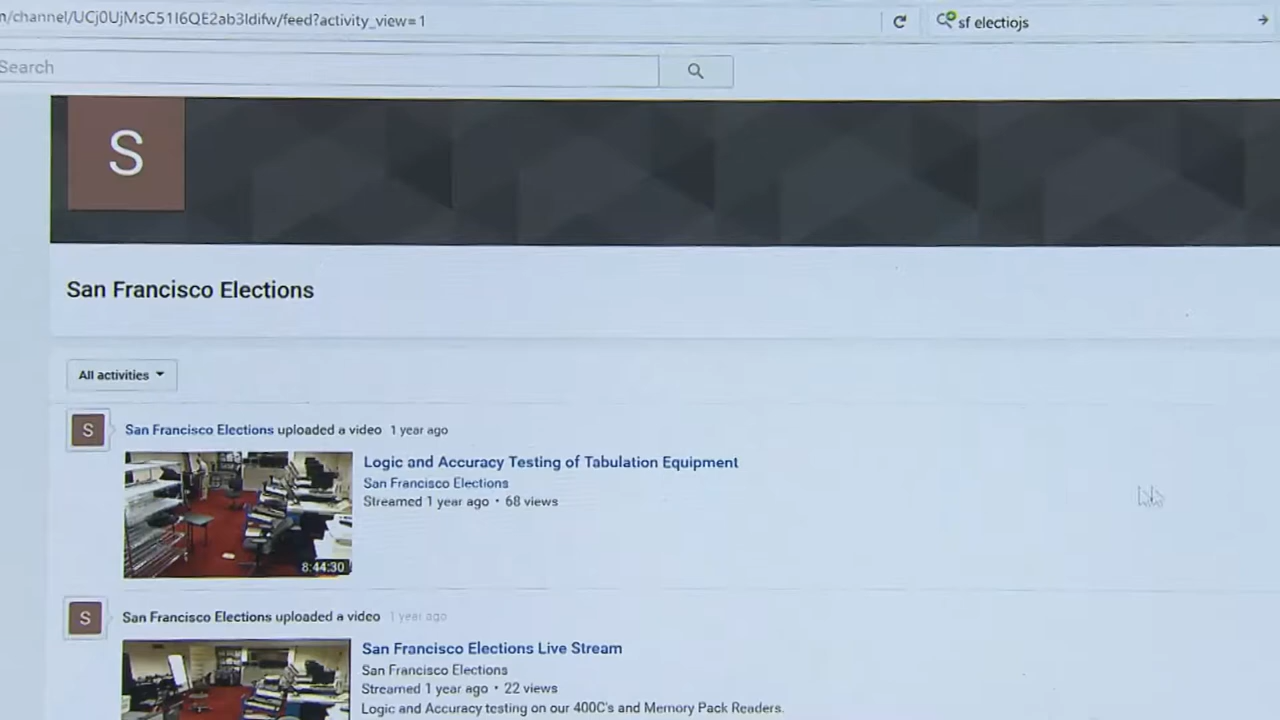 n/channel/UCj0UjMsC51I6QE2ab3ldifw/feed?activity_view=1
sf electiojs
Search
S
San Francisco Elections
All activities
S
San Francisco Elections uploaded a video 1 year ago
Logic and Accuracy Testing of Tabulation Equipment
San Francisco Elections
Streamed 1 year ago • 68 views
8:44:30
S
San Francisco Elections uploaded a video 1 year ago
San Francisco Elections Live Stream
San Francisco Elections
Streamed 1 year ago • 22 views
Logic and Accuracy testing on our 400C's and Memory Pack Readers.